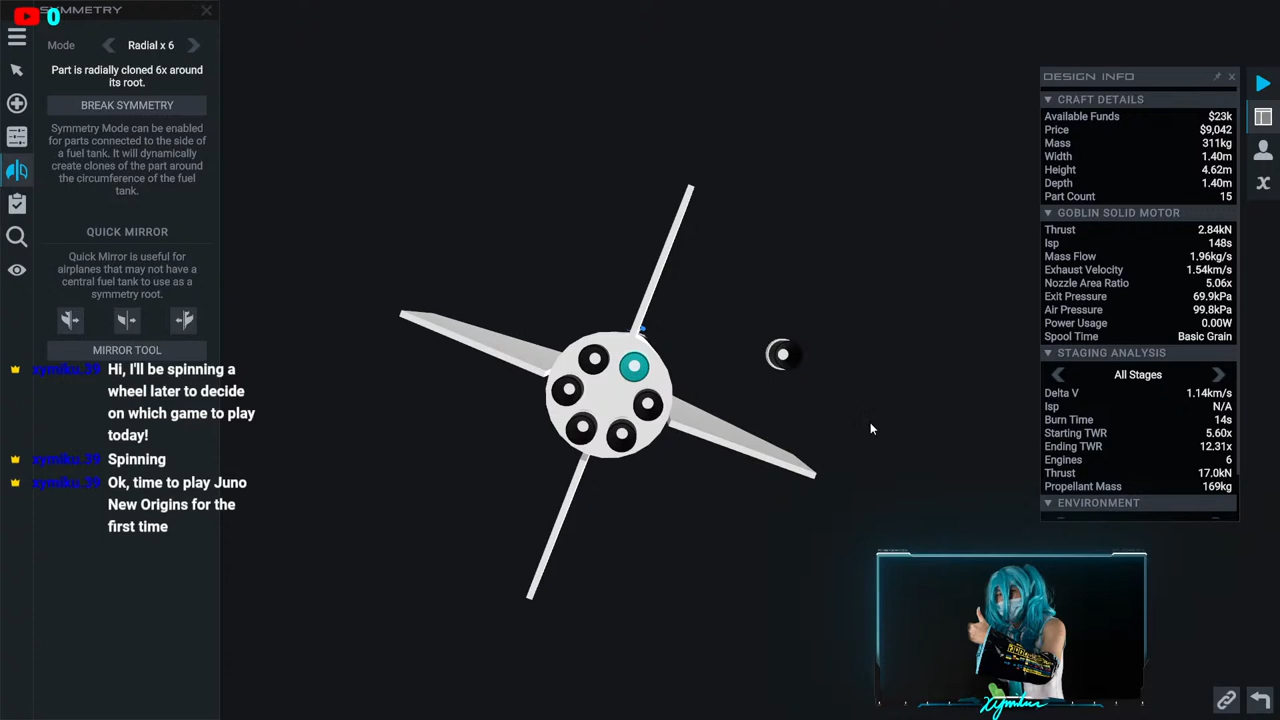 SYMMETRY
0
Mode
Radial x 6
Part is radially cloned 6x around
its root.
BREAK SYMMETRY
Symmetry Mode can be enabled
for parts connected to the side of
a fuel tank. It will dynamically
create clones of the part around
the circumference of the fuel
tank.
QUICK MIRROR
Quick Mirror is useful for
airplanes that may not have a
central fuel tank to use as a
symmetry root.
MIRROR TOOL
Hi, I'll be spinning a
wheel later to decide
on which game to play
today!
Spinning
Ok, time to play Juno
New Origins for the
first time
DESIGN INFO
CRAFT DETAILS
Available Funds $23k
Price $9,042
Mass 311kg
Width 1.40m
Height 4.62m
Depth 1.40m
Part Count 15
GOBLIN SOLID MOTOR
Thrust 2.84kN
Isp 148s
Mass Flow 1.96kg/s
Exhaust Velocity 1.54km/s
Nozzle Area Ratio 5.06x
Exit Pressure 69.9kPa
Air Pressure 99.8kPa
Power Usage 0.00W
Spool Time Basic Grain
STAGING ANALYSIS
All Stages
Delta V 1.14km/s
Isp N/A
Burn Time 14s
Starting TWR 5.60x
Ending TWR 12.31x
Engines 6
Thrust 17.0kN
Propellant Mass 169kg
ENVIRONMENT